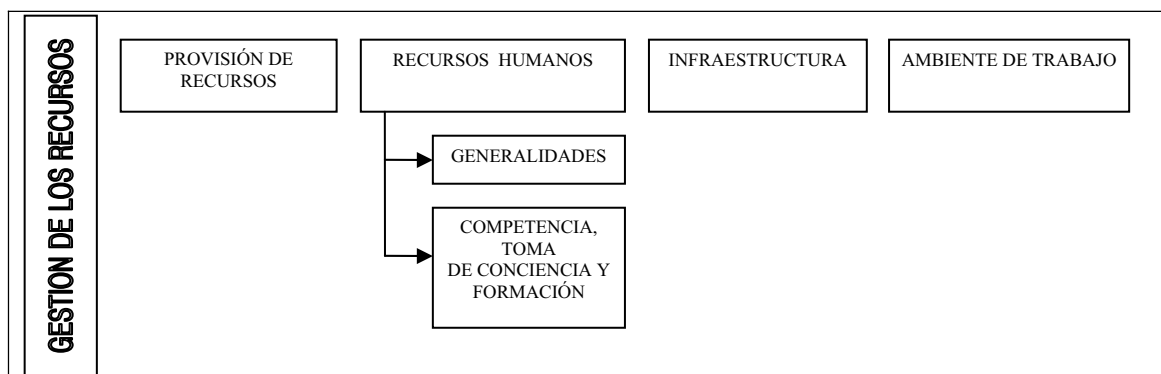 GESTION DE LOS RECURSOS
PROVISIÓN DE
RECURSOS
RECURSOS HUMANOS
INFRAESTRUCTURA
AMBIENTE DE TRABAJO
GENERALIDADES
COMPETENCIA,
TOMA
DE CONCIENCIA Y
FORMACIÓN